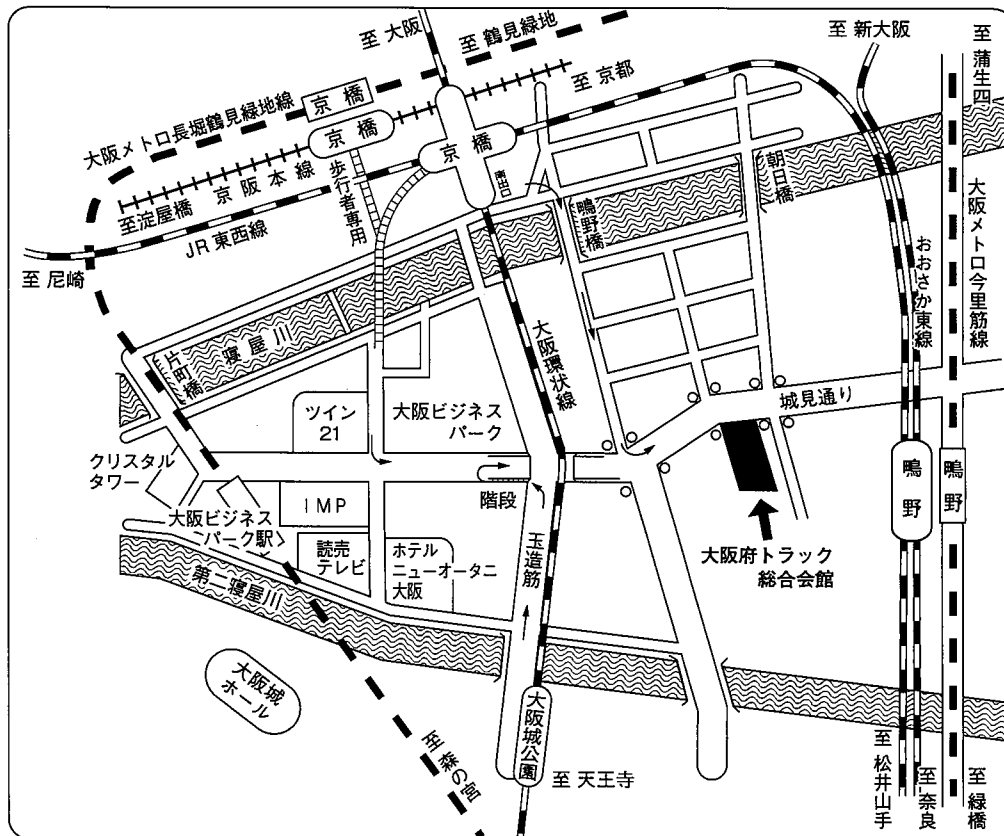 至 大阪
至 鶴見緑地
至 新大阪
至 蒲生四
大阪メトロ長堀鶴見緑地線
京橋
至 京都
京橋
京橋
京阪本線
至淀屋橋
歩行者専用
JR東西線
至 尼崎
南出口
鴫野橋
朝日橋
大阪メトロ今里筋線
おおさか東線
寝屋川
片町橋
大阪環状線
城見通り
ツイン
21
大阪ビジネス
パーク
クリスタル
タワー
階段
IMP
大阪ビジネス
パーク駅
読売
テレビ
ホテル
ニューオータニ
大阪
玉造筋
大阪府トラック
総合会館
鴫野
鴫野
第二寝屋川
大阪城
ホール
大阪城公園
至 森の宮
至 天王寺
至 松井山手
至 奈良
至 緑橋